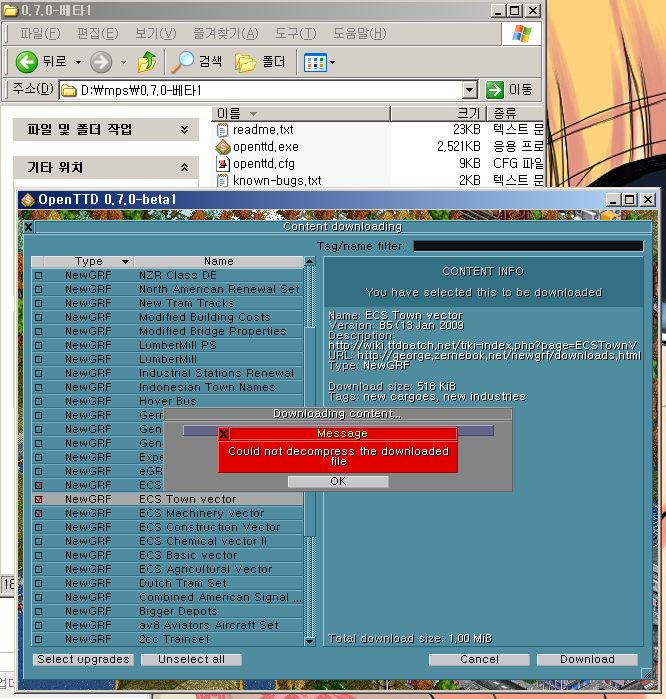 0.7.0-베타1
파일(F) 편집(E) 보기(V) 즐겨찾기(A) 도구(T) 도움말(H)
뒤로 검색 폴더
주소(D) D:\mps\0.7.0-베타1 이동
이름 크기 종류
파일 및 폴더 작업
기타 위치
readme.txt 23KB 텍스트 문
openttd.exe 2,521KB 응용 프로
openttd.cfg 9KB CFG 파일
known-bugs.txt 2KB 텍스트 문
OpenTTD 0.7.0-beta1
Content downloading
Tag/name filter:
Type Name
NewGRF NZR Class DE
NewGRF North American Renewal Set
NewGRF New Tram Tracks
NewGRF Modified Building Costs
NewGRF Modified Bridge Properties
NewGRF LumberMill PS
NewGRF LumberMill
NewGRF Industrial Stations Renewal
NewGRF Indonesian Town Names
NewGRF Hover Bus
NewGRF Gerr
NewGRF Gen
NewGRF Gen
NewGRF Expe
NewGRF eGR
NewGRF ECS
NewGRF ECS Town vector
NewGRF ECS Machinery vector
NewGRF ECS Construction Vector
NewGRF ECS Chemical vector II
NewGRF ECS Basic vector
NewGRF ECS Agricultural Vector
NewGRF Dutch Tram Set
NewGRF Combined American Signal ...
NewGRF Bigger Depots
NewGRF av8 Aviators Aircraft Set
NewGRF 2cc Trainset
CONTENT INFO
You have selected this to be downloaded
Name: ECS Town vector
Version: B5 (13 Jan 2009
Description:
http://wiki.ttdpatch.net/tiki-index.php?page=ECSTownV
URL: http://george.zernebok.net/newgrf/downloads.html
Type: NewGRF
Download size: 516 KiB
Tags: new cargoes, new industries
Downloading content...
X Message
Could not decompress the downloaded
file
OK
Total download size: 1,00 MiB
Select upgrades Unselect all Cancel Download
18